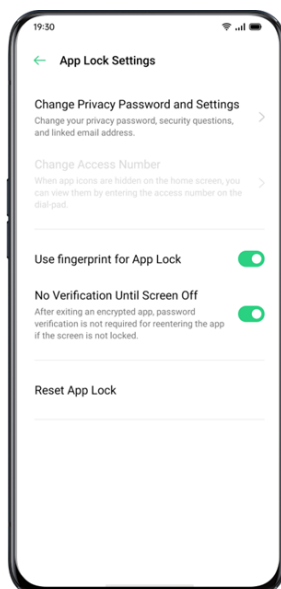 19:30
App Lock Settings
Change Privacy Password and Settings
Change your privacy password, security questions,
and linked email address.
Change Access Number
When app icons are hidden on the home screen, you
can view them by entering the access number on the
dial-pad.
Use fingerprint for App Lock
No Verification Until Screen Off
After exiting an encrypted app, password
verification is not required for reentering the app
if the screen is not locked.
Reset App Lock